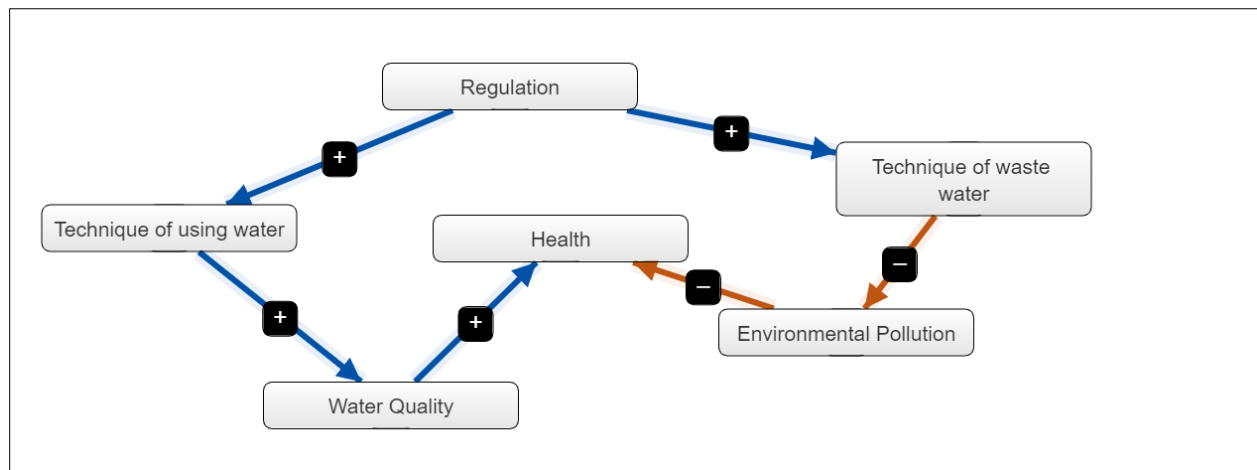 Regulation
+
+
Technique of waste
water
Technique of using water
Health
−
−
+
+
Environmental Pollution
Water Quality